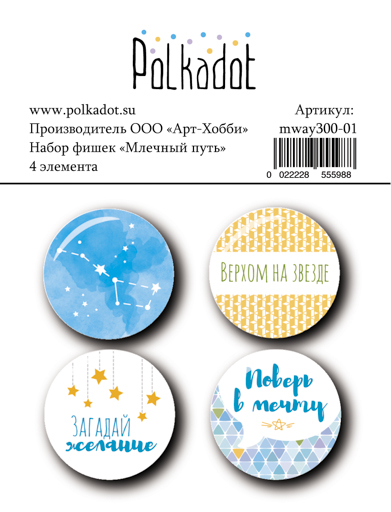 Polkadot
www.polkadot.su
Производитель ООО «Арт-Хобби»
Набор фишек «Млечный путь»
4 элемента
Артикул:
mway300-01
0 022228 555988
Верхом на звезде
Загадай
желание
Поверь
в мечту